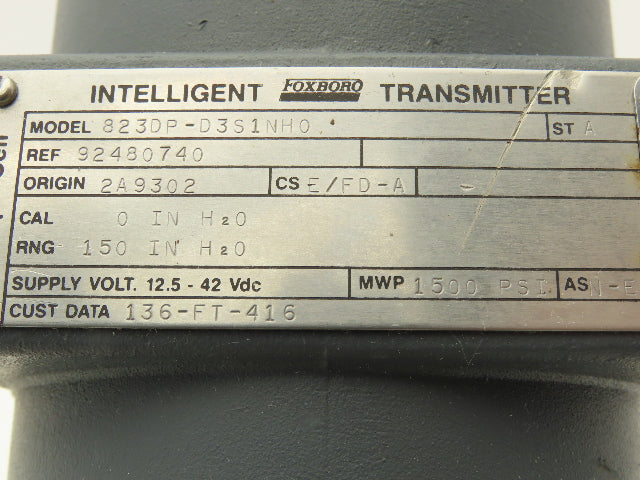 INTELLIGENT FOXBORO TRANSMITTER
MODEL 823DP-D3S1NH0 ST A
REF 92480740
ORIGIN 2A9302 CS E/FD-A -
CAL 0 IN H₂O
RNG 150 IN H₂O
SUPPLY VOLT. 12.5 - 42 Vdc MWP 1500 PSI AS N-E
CUST DATA 136-FT-416